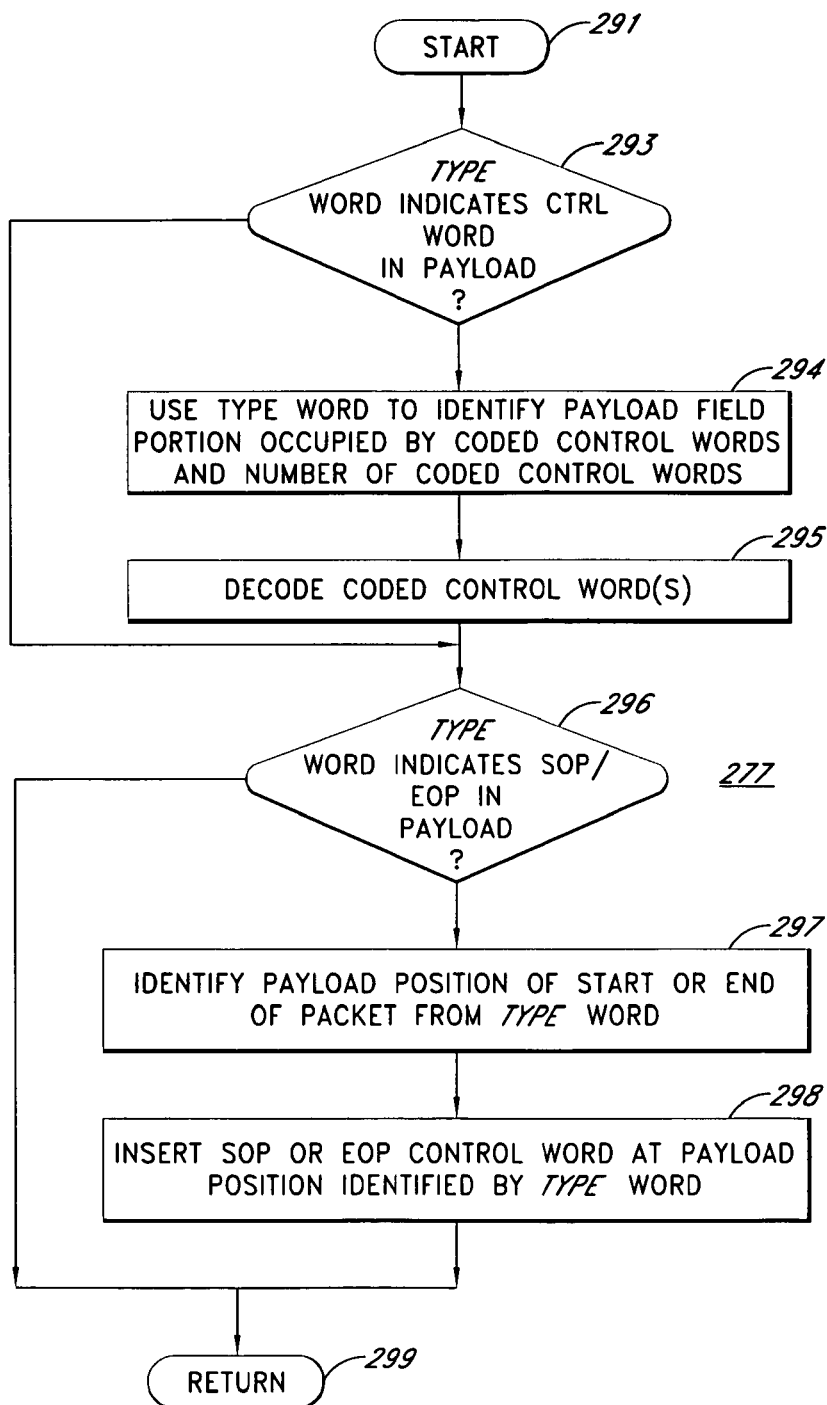 START
291
293
TYPE
WORD INDICATES CTRL
WORD
IN PAYLOAD
?
294
USE TYPE WORD TO IDENTIFY PAYLOAD FIELD
PORTION OCCUPIED BY CODED CONTROL WORDS
AND NUMBER OF CODED CONTROL WORDS
295
DECODE CODED CONTROL WORD(S)
296
TYPE
WORD INDICATES SOP/
EOP IN
PAYLOAD
?
277
297
IDENTIFY PAYLOAD POSITION OF START OR END
OF PACKET FROM TYPE WORD
298
INSERT SOP OR EOP CONTROL WORD AT PAYLOAD
POSITION IDENTIFIED BY TYPE WORD
RETURN
299